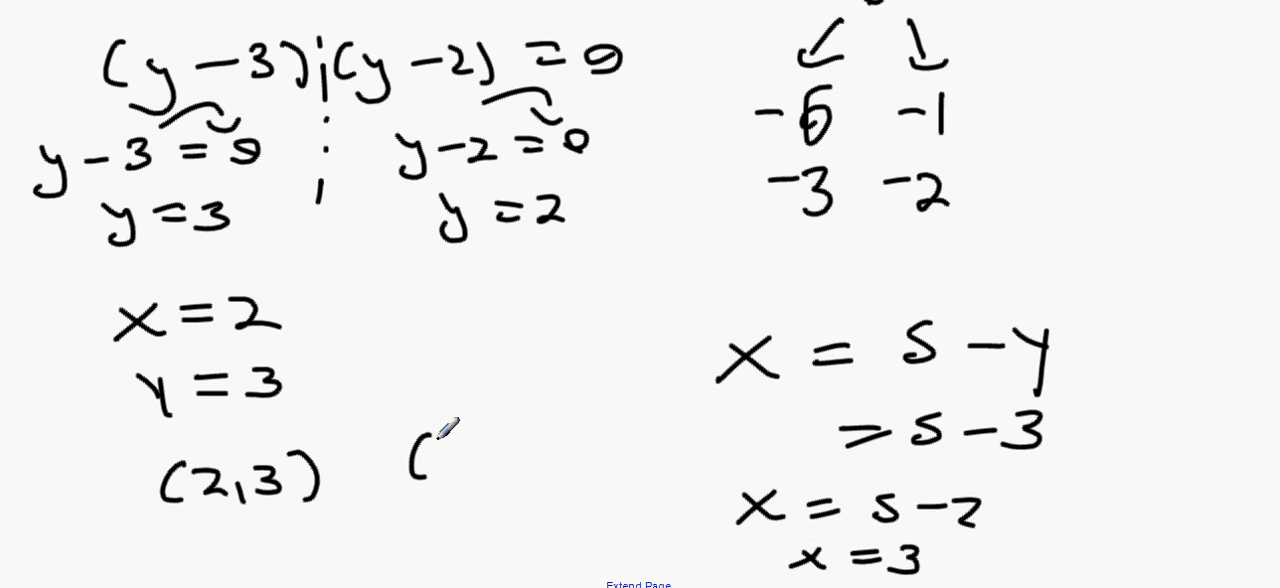 (y-3)(y-2) = 0
y-3 = 0
y-2 = 0
y = 3
y = 2
x = 2
y = 3
(2,3) (
-6 -1
-3 -2
x = 5 - y
= 5 - 3
x = 5 - 2
x = 3
Extend Page